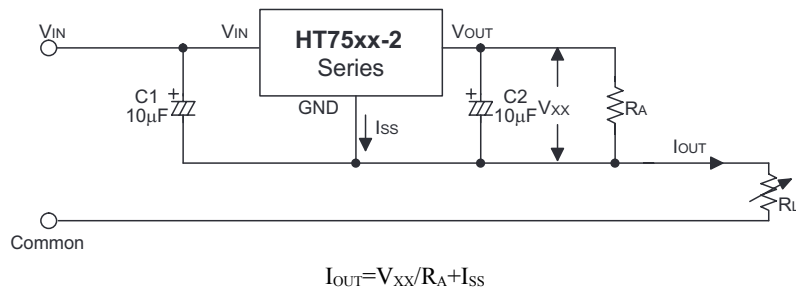 VIN
VIN
HT75xx-2
Series
VOUT
C1
10μF
GND
ISS
C2
10μF
VXX
RA
IOUT
RL
Common
IOUT=VXX/RA+ISS